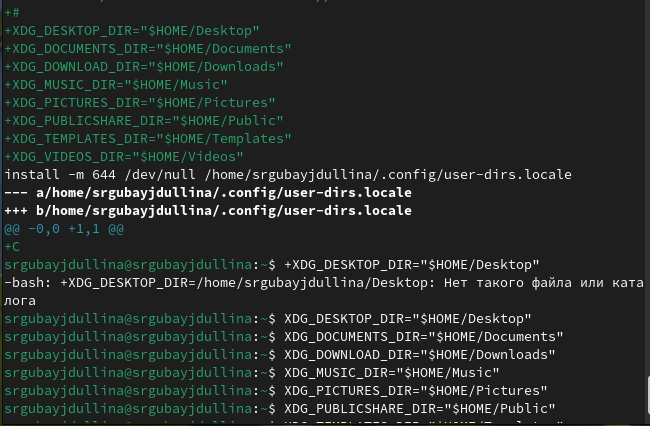 +#
+XDG_DESKTOP_DIR="$HOME/Desktop"
+XDG_DOCUMENTS_DIR="$HOME/Documents"
+XDG_DOWNLOAD_DIR="$HOME/Downloads"
+XDG_MUSIC_DIR="$HOME/Music"
+XDG_PICTURES_DIR="$HOME/Pictures"
+XDG_PUBLICSHARE_DIR="$HOME/Public"
+XDG_TEMPLATES_DIR="$HOME/Templates"
+XDG_VIDEOS_DIR="$HOME/Videos"
install -m 644 /dev/null /home/srgubayjdullina/.config/user-dirs.locale
--- a/home/srgubayjdullina/.config/user-dirs.locale
+++ b/home/srgubayjdullina/.config/user-dirs.locale
@@ -0,0 +1,1 @@
+C
srgubayjdullina@srgubayjdullina:~$ +XDG_DESKTOP_DIR="$HOME/Desktop"
-bash: +XDG_DESKTOP_DIR=/home/srgubayjdullina/Desktop: Нет такого файла или ката
лога
srgubayjdullina@srgubayjdullina:~$ XDG_DESKTOP_DIR="$HOME/Desktop"
srgubayjdullina@srgubayjdullina:~$ XDG_DOCUMENTS_DIR="$HOME/Documents"
srgubayjdullina@srgubayjdullina:~$ XDG_DOWNLOAD_DIR="$HOME/Downloads"
srgubayjdullina@srgubayjdullina:~$ XDG_MUSIC_DIR="$HOME/Music"
srgubayjdullina@srgubayjdullina:~$ XDG_PICTURES_DIR="$HOME/Pictures"
srgubayjdullina@srgubayjdullina:~$ XDG_PUBLICSHARE_DIR="$HOME/Public"